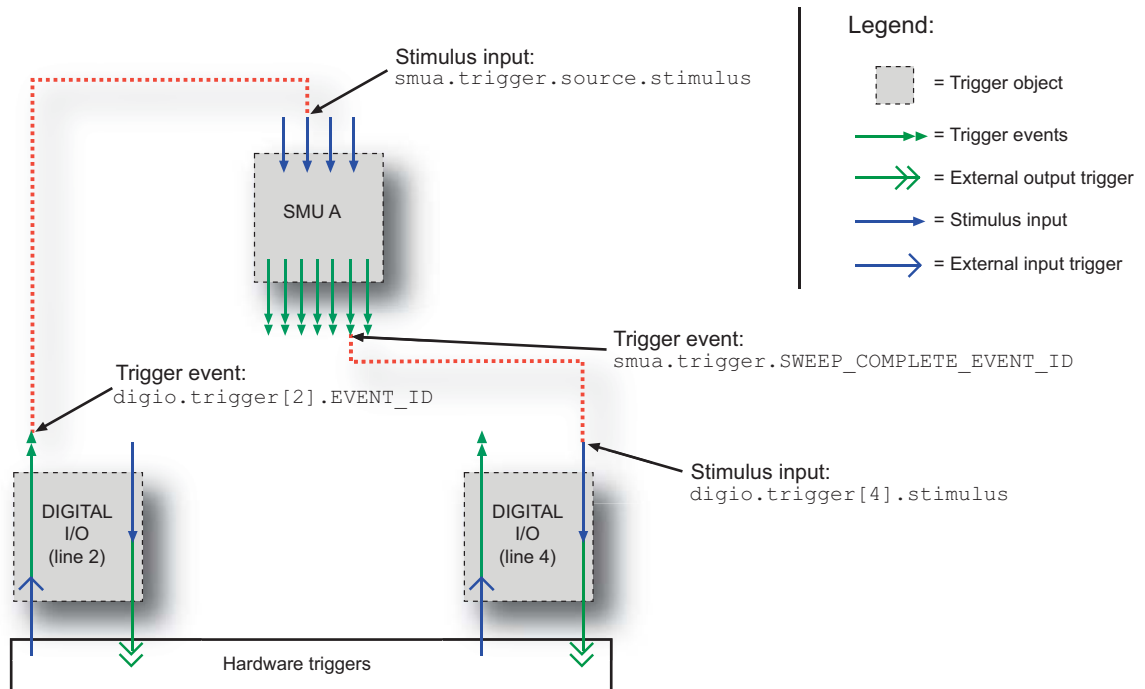 Legend:
= Trigger object
= Trigger events
= External output trigger
= Stimulus input
= External input trigger
Stimulus input:
smua.trigger.source.stimulus
SMU A
Trigger event:
smua.trigger.SWEEP_COMPLETE_EVENT_ID
Trigger event:
digio.trigger[2].EVENT_ID
Stimulus input:
digio.trigger[4].stimulus
DIGITAL
I/O
(line 2)
DIGITAL
I/O
(line 4)
Hardware triggers